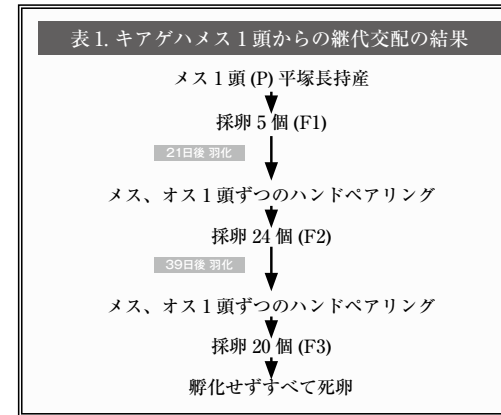 表1. キアゲハメス1頭からの継代交配の結果
メス1頭 (P) 平塚長持産
採卵5個 (F1)
21日後 羽化
メス、オス1頭ずつのハンドペアリング
採卵24個 (F2)
39日後 羽化
メス、オス1頭ずつのハンドペアリング
採卵20個 (F3)
孵化せずすべて死卵